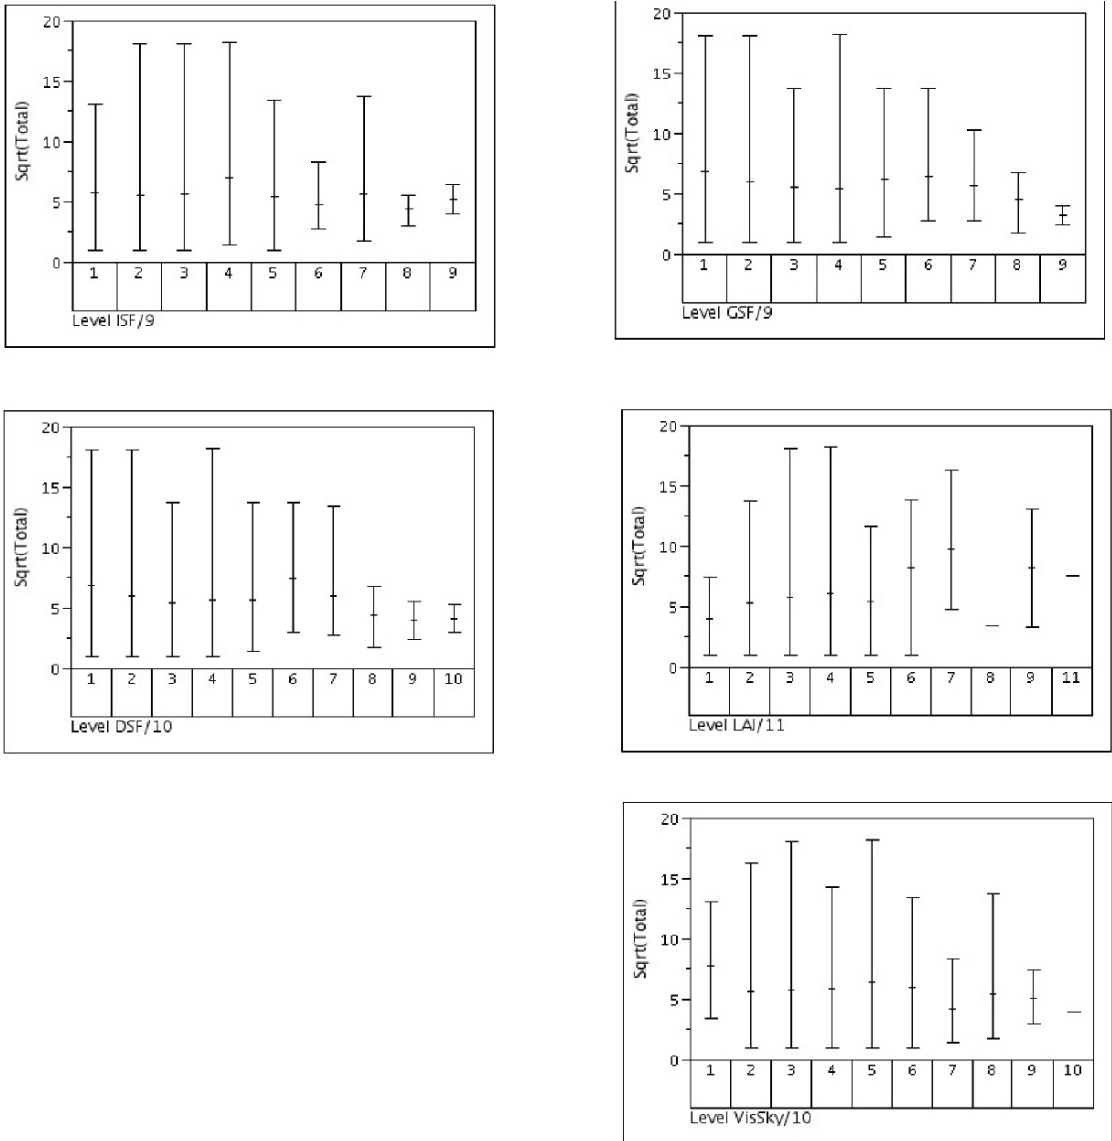 20
15
10
5
0
Sqrt(Total)
1 2 3 4 5 6 7 8 9
Level ISF/9
20
15
10
5
0
Sqrt(Total)
1 2 3 4 5 6 7 8 9
Level GSF/9
20
15
10
5
0
Sqrt(Total)
1 2 3 4 5 6 7 8 9 10
Level DSF/10
20
15
10
5
0
Sqrt(Total)
1 2 3 4 5 6 7 8 9 11
Level LAI/11
20
15
10
5
0
Sqrt(Total)
1 2 3 4 5 6 7 8 9 10
Level VisSky/10